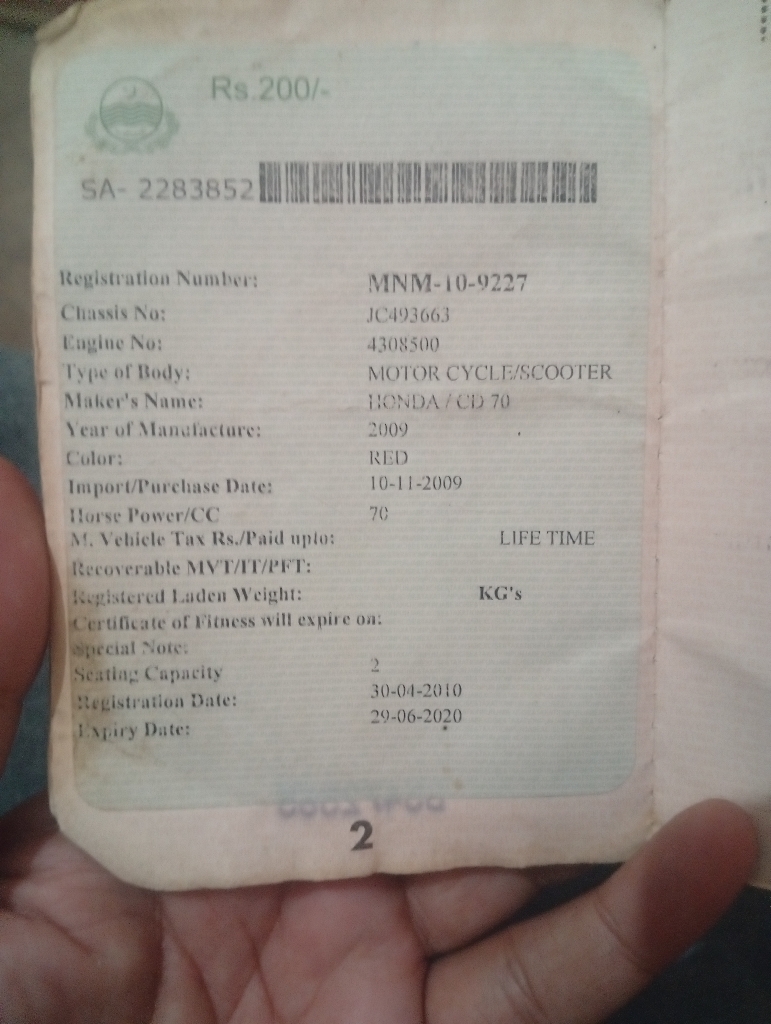 Rs.200/-
SA- 2283852
Registration Number: MNM-10-9227
Chassis No: JC493663
Engine No: 4308500
Type of Body: MOTOR CYCLE/SCOOTER
Maker's Name: HONDA / CD 70
Year of Manufacture: 2009
Color: RED
Import/Purchase Date: 10-11-2009
Horse Power/CC 70
M. Vehicle Tax Rs./Paid upto: LIFE TIME
Recoverable MVT/IT/PFT:
Registered Laden Weight: KG's
Certificate of Fitness will expire on:
Special Note:
Seating Capacity 2
Registration Date: 30-04-2010
Expiry Date: 29-06-2020
2